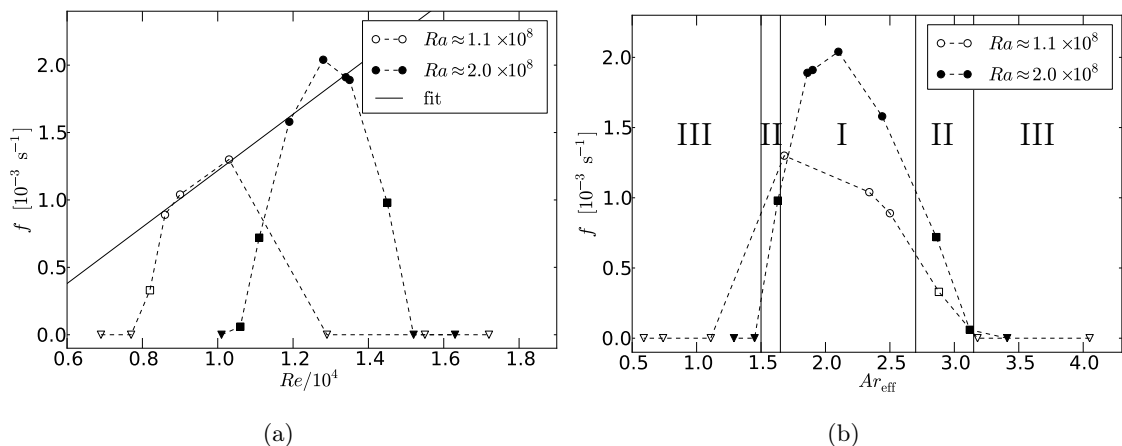 f [10⁻³ s⁻¹]
2.0
1.5
1.0
0.5
0.0
Ra ≈ 1.1 ×10⁸
Ra ≈ 2.0 ×10⁸
fit
0.6 0.8 1.0 1.2 1.4 1.6 1.8
Re/10⁴
(a)
f [10⁻³ s⁻¹]
2.0
1.5
1.0
0.5
0.0
Ra ≈ 1.1 ×10⁸
Ra ≈ 2.0 ×10⁸
III II I II III
0.5 1.0 1.5 2.0 2.5 3.0 3.5 4.0
Ar_eff
(b)